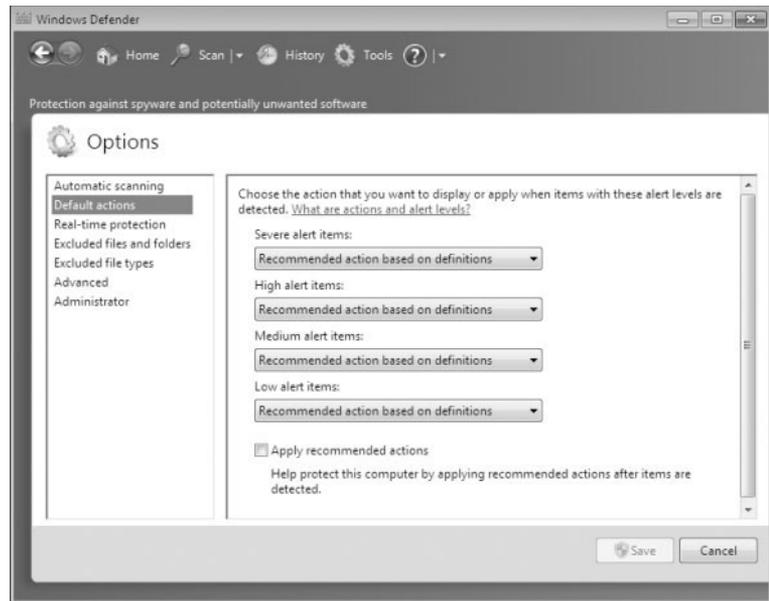 Windows Defender
Home Scan History Tools ?
Protection against spyware and potentially unwanted software
Options
Automatic scanning
Default actions
Real-time protection
Excluded files and folders
Excluded file types
Advanced
Administrator
Choose the action that you want to display or apply when items with these alert levels are
detected. What are actions and alert levels?
Severe alert items:
Recommended action based on definitions
High alert items:
Recommended action based on definitions
Medium alert items:
Recommended action based on definitions
Low alert items:
Recommended action based on definitions
Apply recommended actions
Help protect this computer by applying recommended actions after items are
detected.
Save Cancel